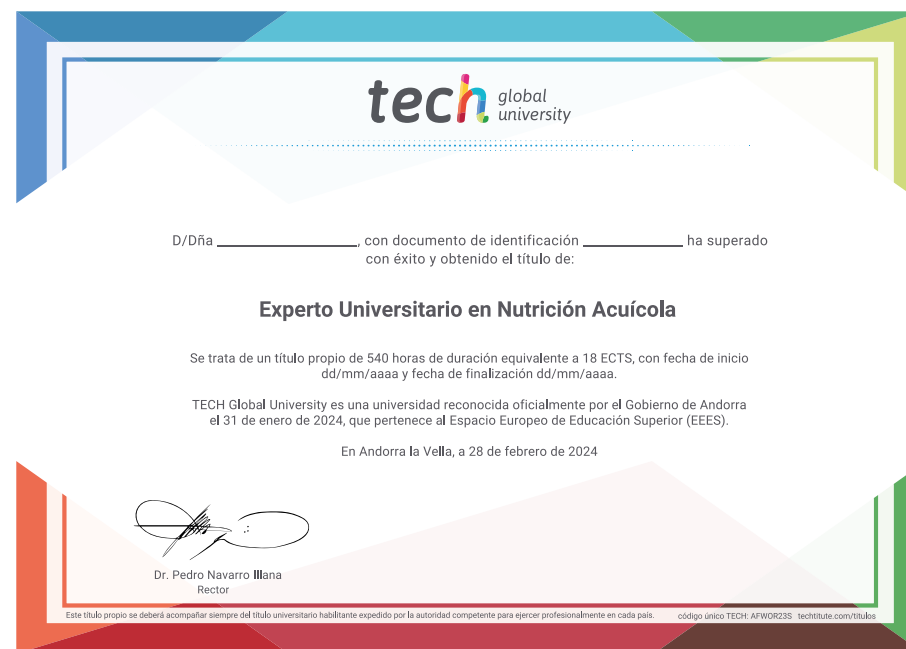 tech global university
D/Dña ____________________, con documento de identificación ______________ ha superado
con éxito y obtenido el título de:
Experto Universitario en Nutrición Acuícola
Se trata de un título propio de 540 horas de duración equivalente a 18 ECTS, con fecha de inicio
dd/mm/aaaa y fecha de finalización dd/mm/aaaa.
TECH Global University es una universidad reconocida oficialmente por el Gobierno de Andorra
el 31 de enero de 2024, que pertenece al Espacio Europeo de Educación Superior (EEES).
En Andorra la Vella, a 28 de febrero de 2024
Dr. Pedro Navarro Illana
Rector
Este título propio se deberá acompañar siempre del título universitario habilitante expedido por la autoridad competente para ejercer profesionalmente en cada país. código único TECH: AFWOR23S techtitute.com/titulos